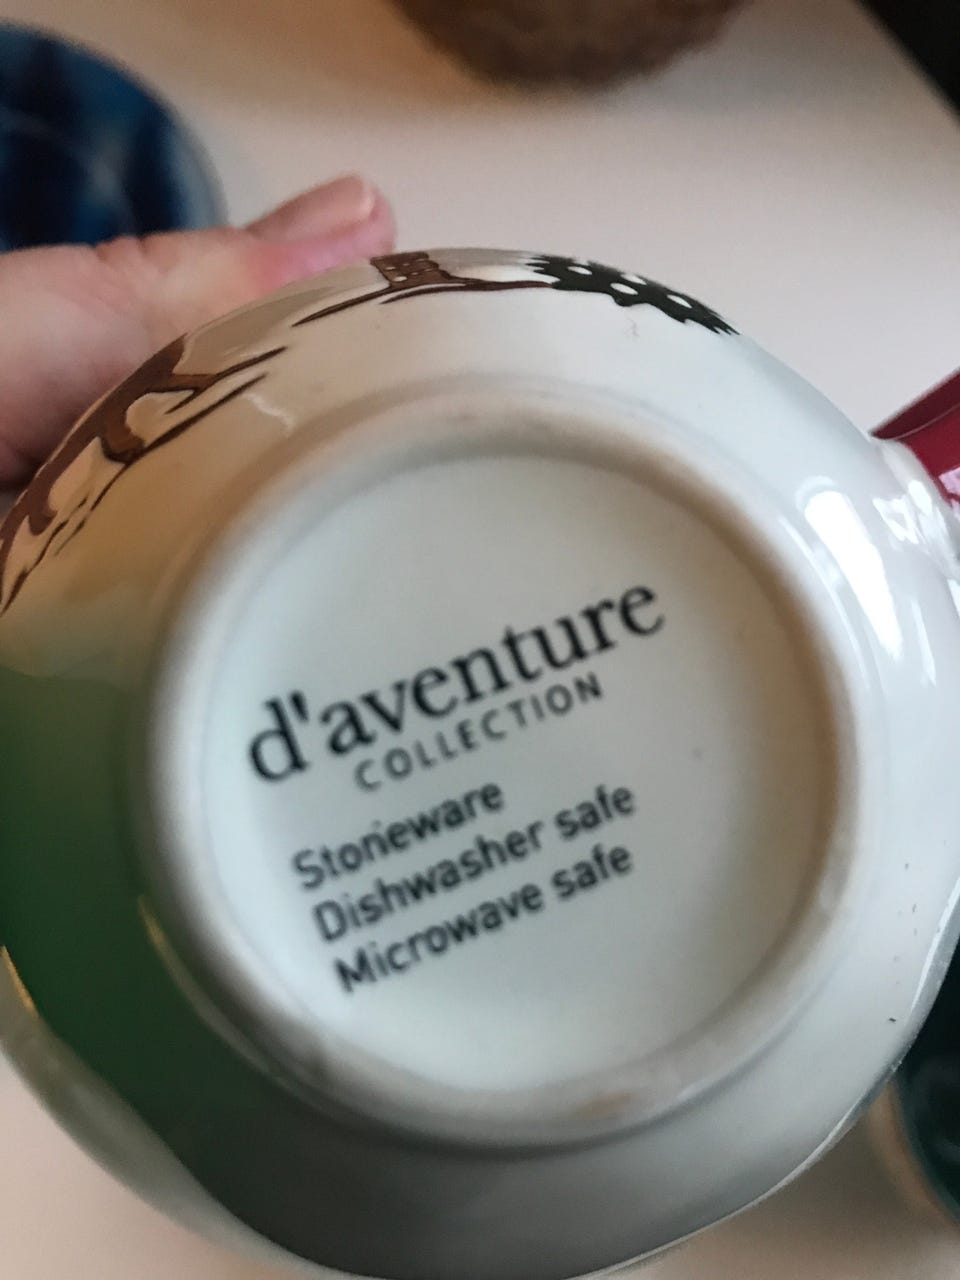 d'aventure
COLLECTION
Stoneware
Dishwasher safe
Microwave safe